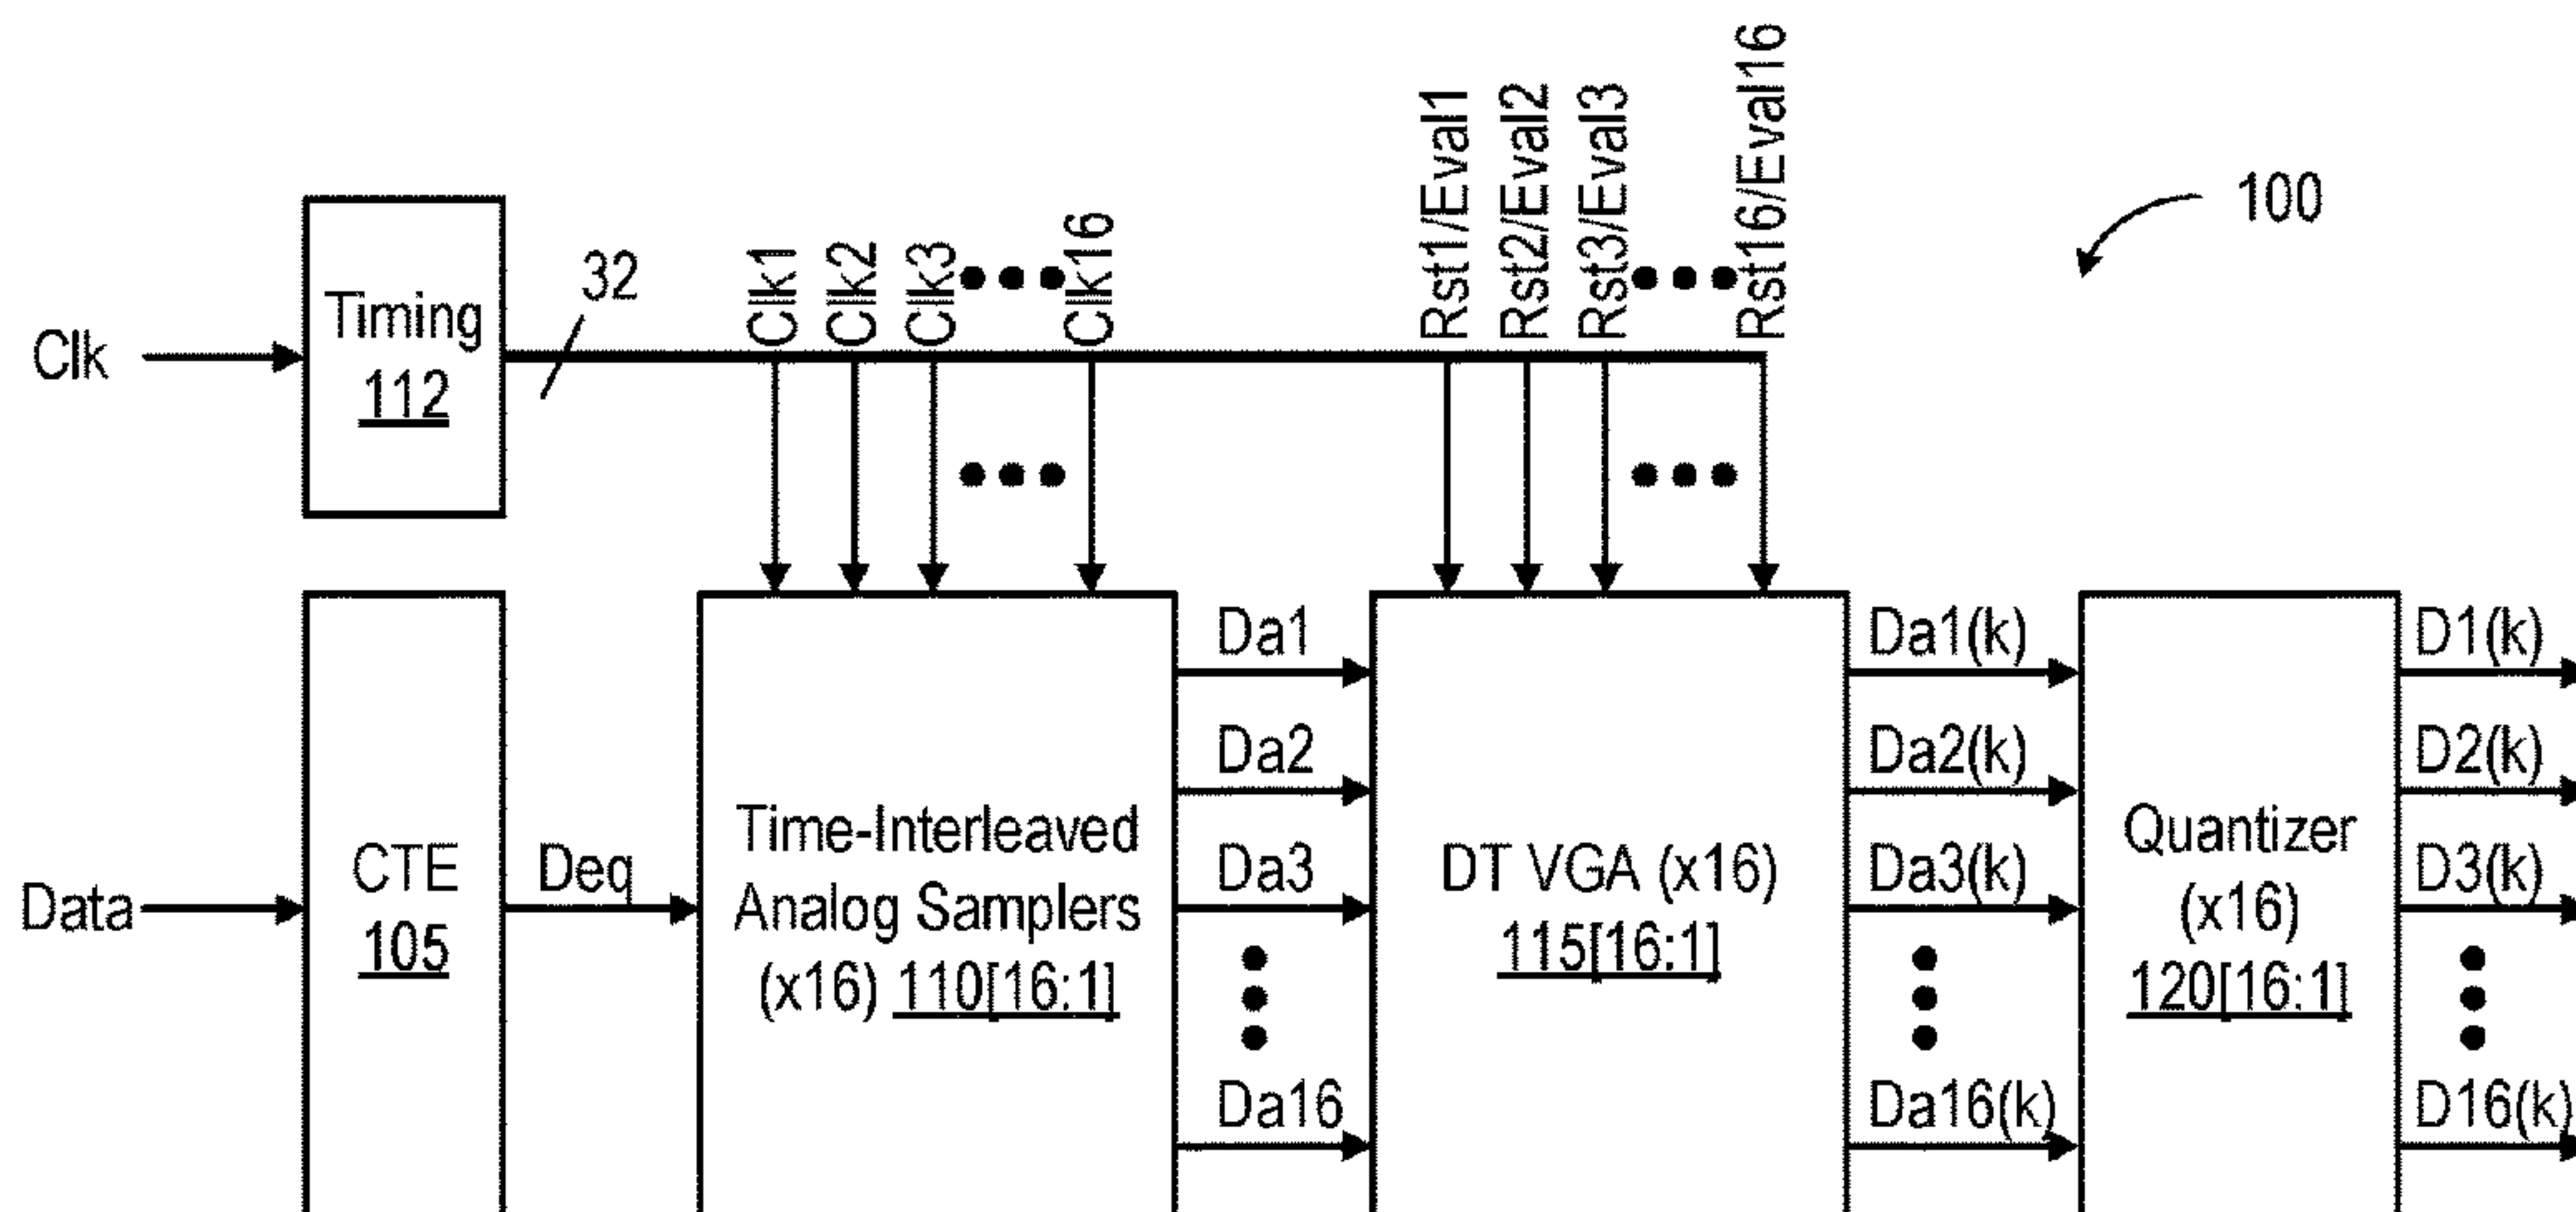 Clk
Timing
112
32
Clk1
Clk2
Clk3
Clk16
Rst1/Eval1
Rst2/Eval2
Rst3/Eval3
Rst16/Eval16
100
Data
CTE
105
Deq
Time-Interleaved
Analog Samplers
(x16) 110[16:1]
Da1
Da2
Da3
Da16
DT VGA (x16)
115[16:1]
Da1(k)
Da2(k)
Da3(k)
Da16(k)
Quantizer
(x16)
120[16:1]
D1(k)
D2(k)
D3(k)
D16(k)